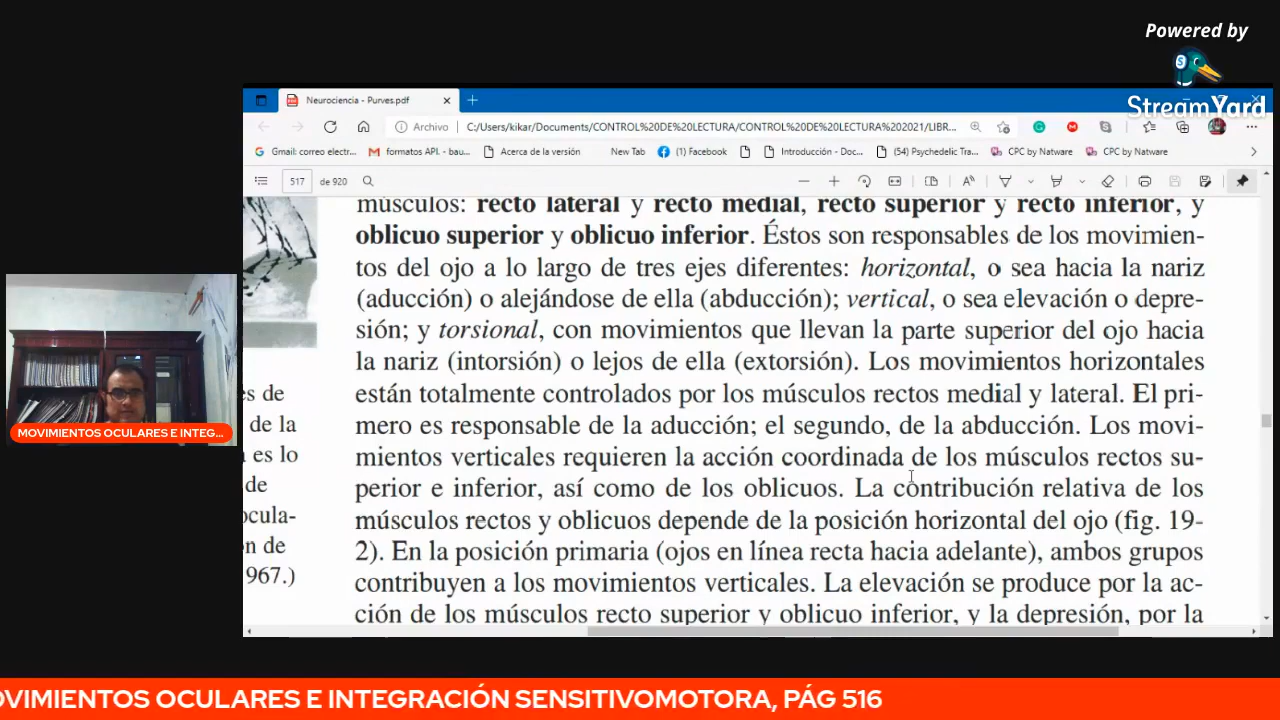 Powered by
StreamYard
Neurociencia - Purves.pdf
Archivo
C:/Users/kikar/Documents/CONTROL%20DE%20LECTURA/CONTROL%20DE%20LECTURA%202021/LIBR...
Gmail: correo electr...
formatos API. - bau...
Acerca de la versión
New Tab
(1) Facebook
Introducción - Doc...
(54) Psychedelic Tra...
CPC by Natware
CPC by Natware
517
de 920
músculos: recto lateral y recto medial, recto superior y recto inferior, y
oblicuo superior y oblicuo inferior. Éstos son responsables de los movimien-
tos del ojo a lo largo de tres ejes diferentes: horizontal, o sea hacia la nariz
(aducción) o alejándose de ella (abducción); vertical, o sea elevación o depre-
sión; y torsional, con movimientos que llevan la parte superior del ojo hacia
la nariz (intorsión) o lejos de ella (extorsión). Los movimientos horizontales
están totalmente controlados por los músculos rectos medial y lateral. El pri-
mero es responsable de la aducción; el segundo, de la abducción. Los movi-
mientos verticales requieren la acción coordinada de los músculos rectos su-
perior e inferior, así como de los oblicuos. La contribución relativa de los
músculos rectos y oblicuos depende de la posición horizontal del ojo (fig. 19-
2). En la posición primaria (ojos en línea recta hacia adelante), ambos grupos
contribuyen a los movimientos verticales. La elevación se produce por la ac-
ción de los músculos recto superior y oblicuo inferior, y la depresión, por la
es de
de la
es lo
de
ocula-
ón de
967.)
MOVIMIENTOS OCULARES E INTEG...
OVIMIENTOS OCULARES E INTEGRACIÓN SENSITIVOMOTORA, PÁG 516